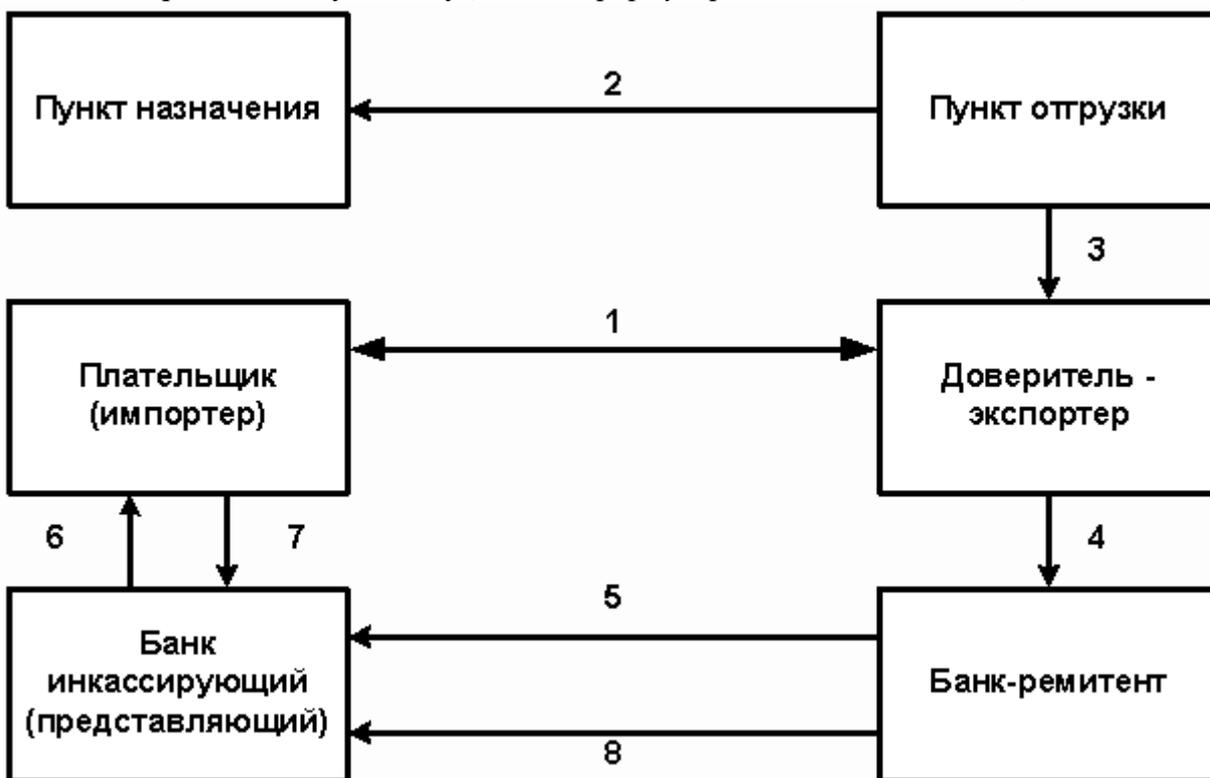 Пункт назначения
2
Пункт отгрузки
3
Плательщик
(импортер)
1
Доверитель -
экспортер
6
7
4
Банк
инкассирующий
(представляющий)
5
8
Банк-ремитент